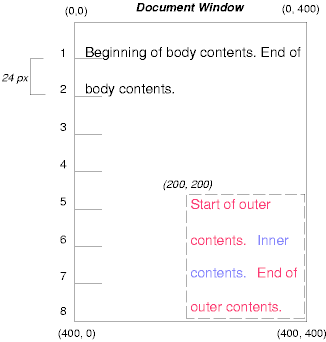 Document Window
(0,0) (0, 400)
1 Beginning of body contents. End of
24 px
2 body contents.
3
4
(200, 200)
5 Start of outer
6 contents. Inner
7 contents. End of
8 outer contents.
(400, 0) (400, 400)